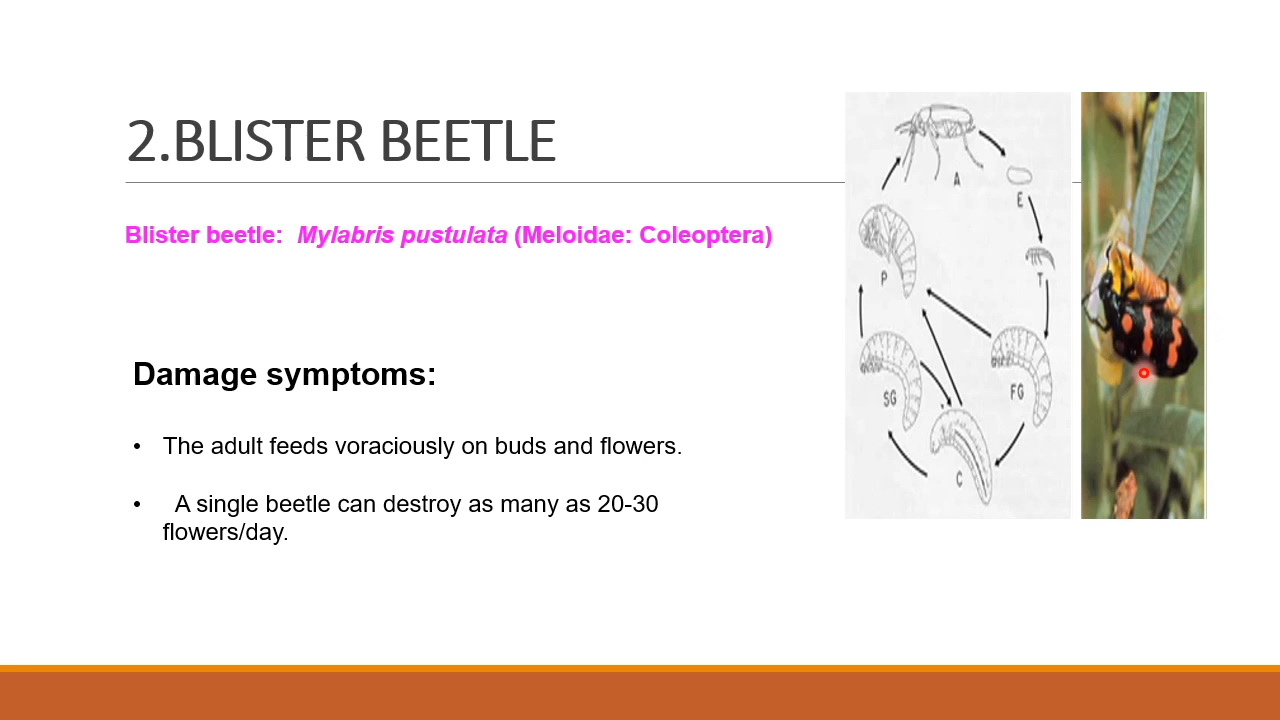 2.BLISTER BEETLE
Blister beetle: Mylabris pustulata (Meloidae: Coleoptera)
Damage symptoms:
• The adult feeds voraciously on buds and flowers.
• A single beetle can destroy as many as 20-30
flowers/day.
A
E
T
P
FG
SG
C